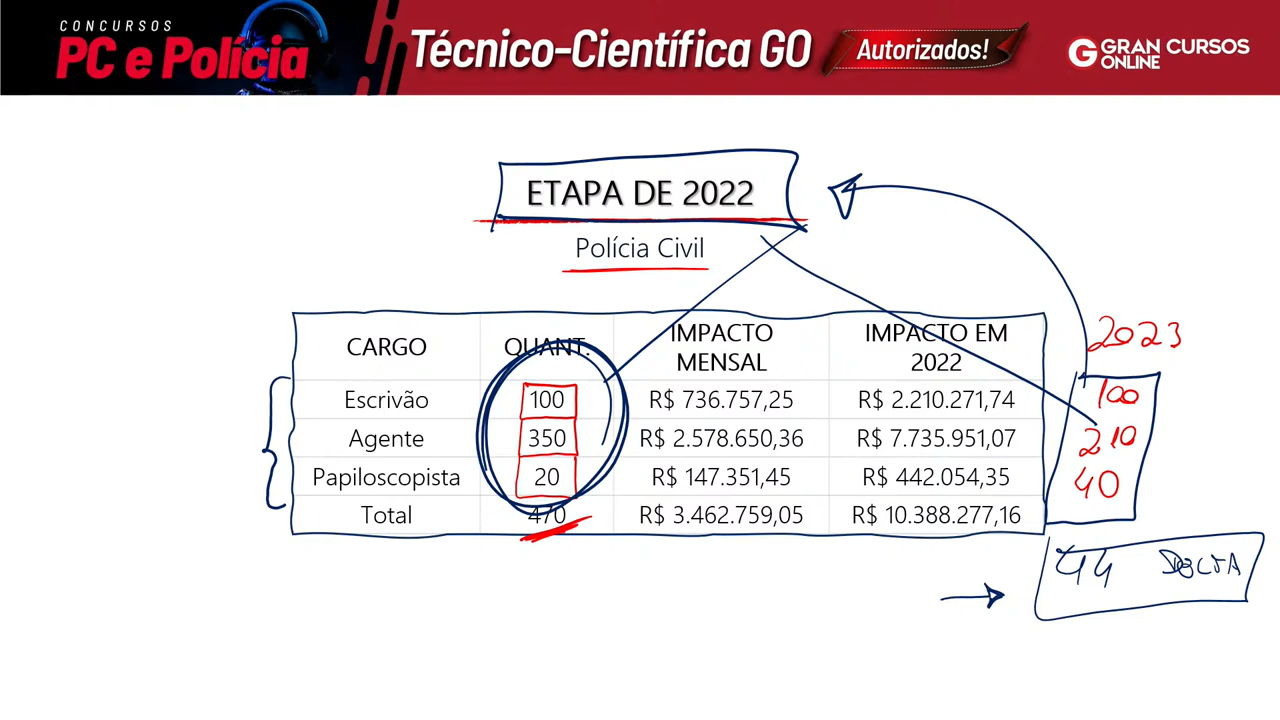 CONCURSOS
PC e Polícia
Técnico-Científica GO
Autorizados!
GRAN CURSOS
ONLINE
ETAPA DE 2022
Polícia Civil
CARGO QUANT. IMPACTO MENSAL IMPACTO EM 2022
2023
Escrivão 100 R$ 736.757,25 R$ 2.210.271,74 100
Agente 350 R$ 2.578.650,36 R$ 7.735.951,07 210
Papiloscopista 20 R$ 147.351,45 R$ 442.054,35 40
Total 470 R$ 3.462.759,05 R$ 10.388.277,16
44 DELTA